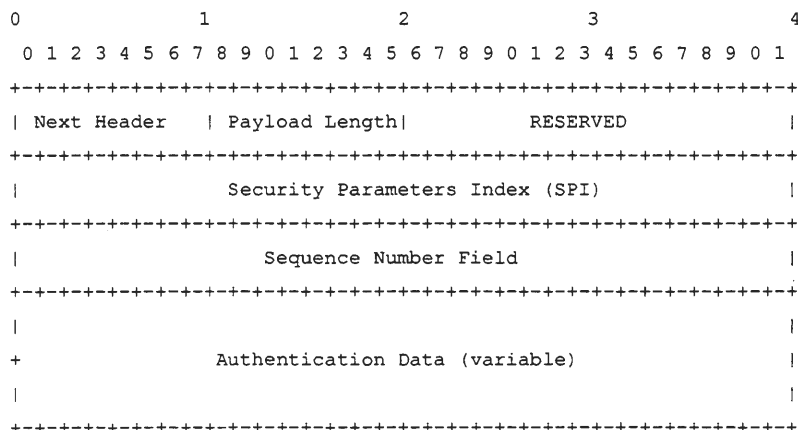 0 1 2 3 4
0 1 2 3 4 5 6 7 8 9 0 1 2 3 4 5 6 7 8 9 0 1 2 3 4 5 6 7 8 9 0 1
+-+-+-+-+-+-+-+-+-+-+-+-+-+-+-+-+-+-+-+-+-+-+-+-+-+-+-+-+-+-+-+-+
| Next Header | Payload Length| RESERVED |
+-+-+-+-+-+-+-+-+-+-+-+-+-+-+-+-+-+-+-+-+-+-+-+-+-+-+-+-+-+-+-+-+
| Security Parameters Index (SPI) |
+-+-+-+-+-+-+-+-+-+-+-+-+-+-+-+-+-+-+-+-+-+-+-+-+-+-+-+-+-+-+-+-+
| Sequence Number Field |
+-+-+-+-+-+-+-+-+-+-+-+-+-+-+-+-+-+-+-+-+-+-+-+-+-+-+-+-+-+-+-+-+
| |
+ Authentication Data (variable) |
| |
+-+-+-+-+-+-+-+-+-+-+-+-+-+-+-+-+-+-+-+-+-+-+-+-+-+-+-+-+-+-+-+-+